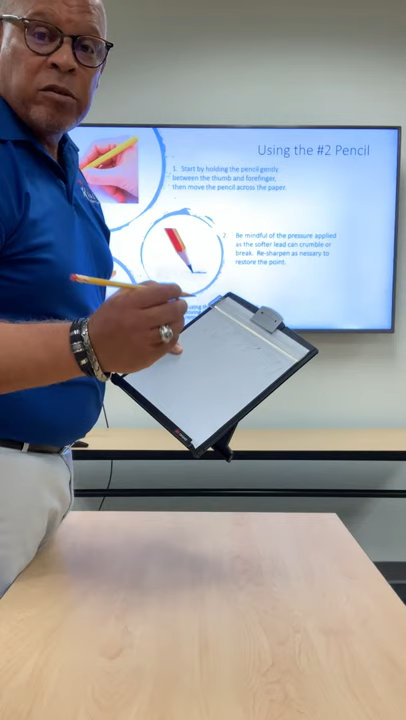 Using the #2 Pencil
1. Start by holding the pencil gently
between the thumb and forefinger,
then move the pencil across the paper.
2. Be mindful of the pressure applied
as the softer lead can crumble or
break. Re-sharpen as nessary to
restore the point.